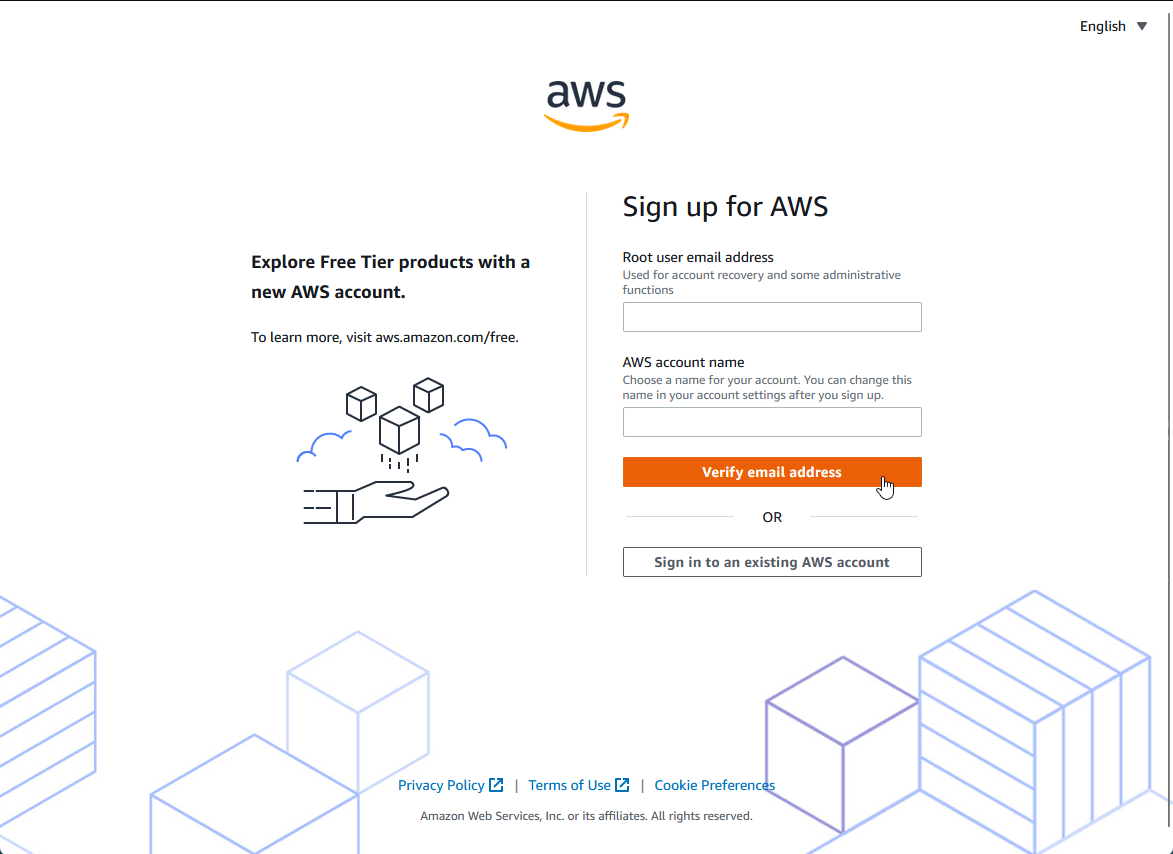 English
aws
Explore Free Tier products with a
new AWS account.
To learn more, visit aws.amazon.com/free.
Sign up for AWS
Root user email address
Used for account recovery and some administrative
functions
AWS account name
Choose a name for your account. You can change this
name in your account settings after you sign up.
Verify email address
OR
Sign in to an existing AWS account
Privacy Policy | Terms of Use | Cookie Preferences
Amazon Web Services, Inc. or its affiliates. All rights reserved.